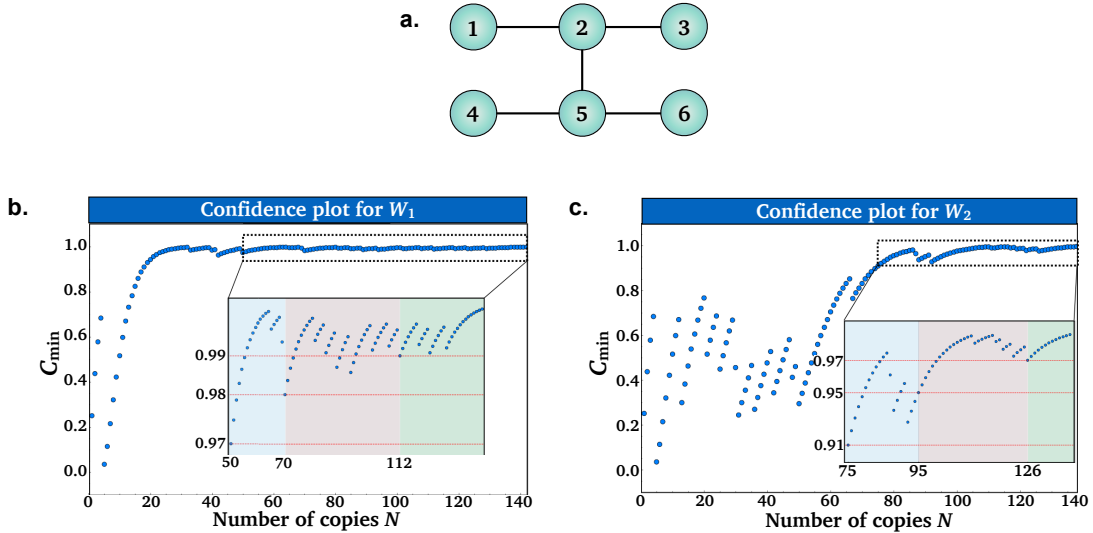 a.
1 2 3
4 5 6
b.
Confidence plot for W1
Cmin
1.0
0.8
0.6
0.4
0.2
0.0
0.99
0.98
0.97
50 70 112
0 20 40 60 80 100 120 140
Number of copies N
c.
Confidence plot for W2
Cmin
1.0
0.8
0.6
0.4
0.2
0.0
0.97
0.95
0.91
75 95 126
0 20 40 60 80 100 120 140
Number of copies N